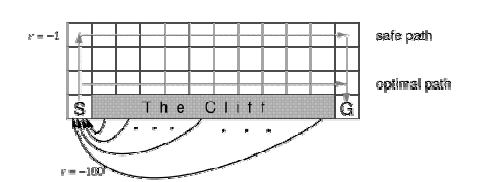 r = -1
safe path
optimal path
S
The Cliff
G
r = -100